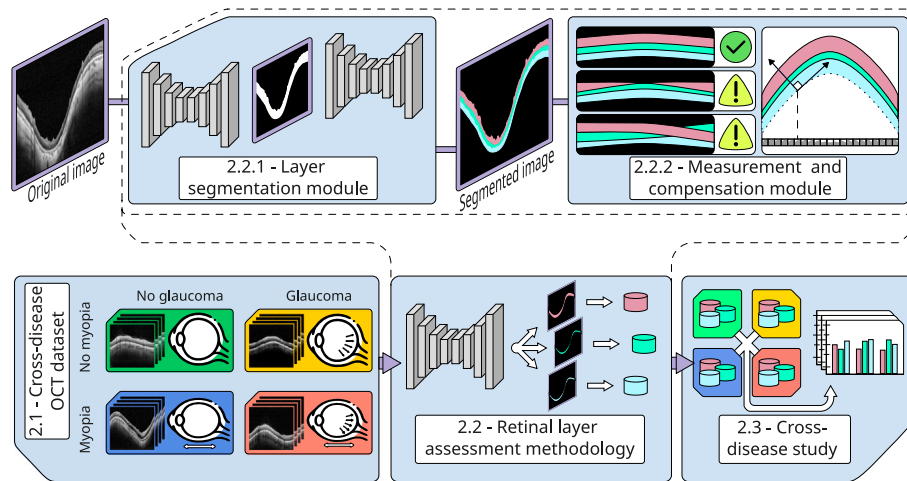 Original image
2.2.1 - Layer
segmentation module
Segmented image
2.2.2 - Measurement and
compensation module
2.1 - Cross-disease
OCT dataset
No glaucoma
Glaucoma
No myopia
Myopia
2.2 - Retinal layer
assessment methodology
2.3 - Cross-
disease study